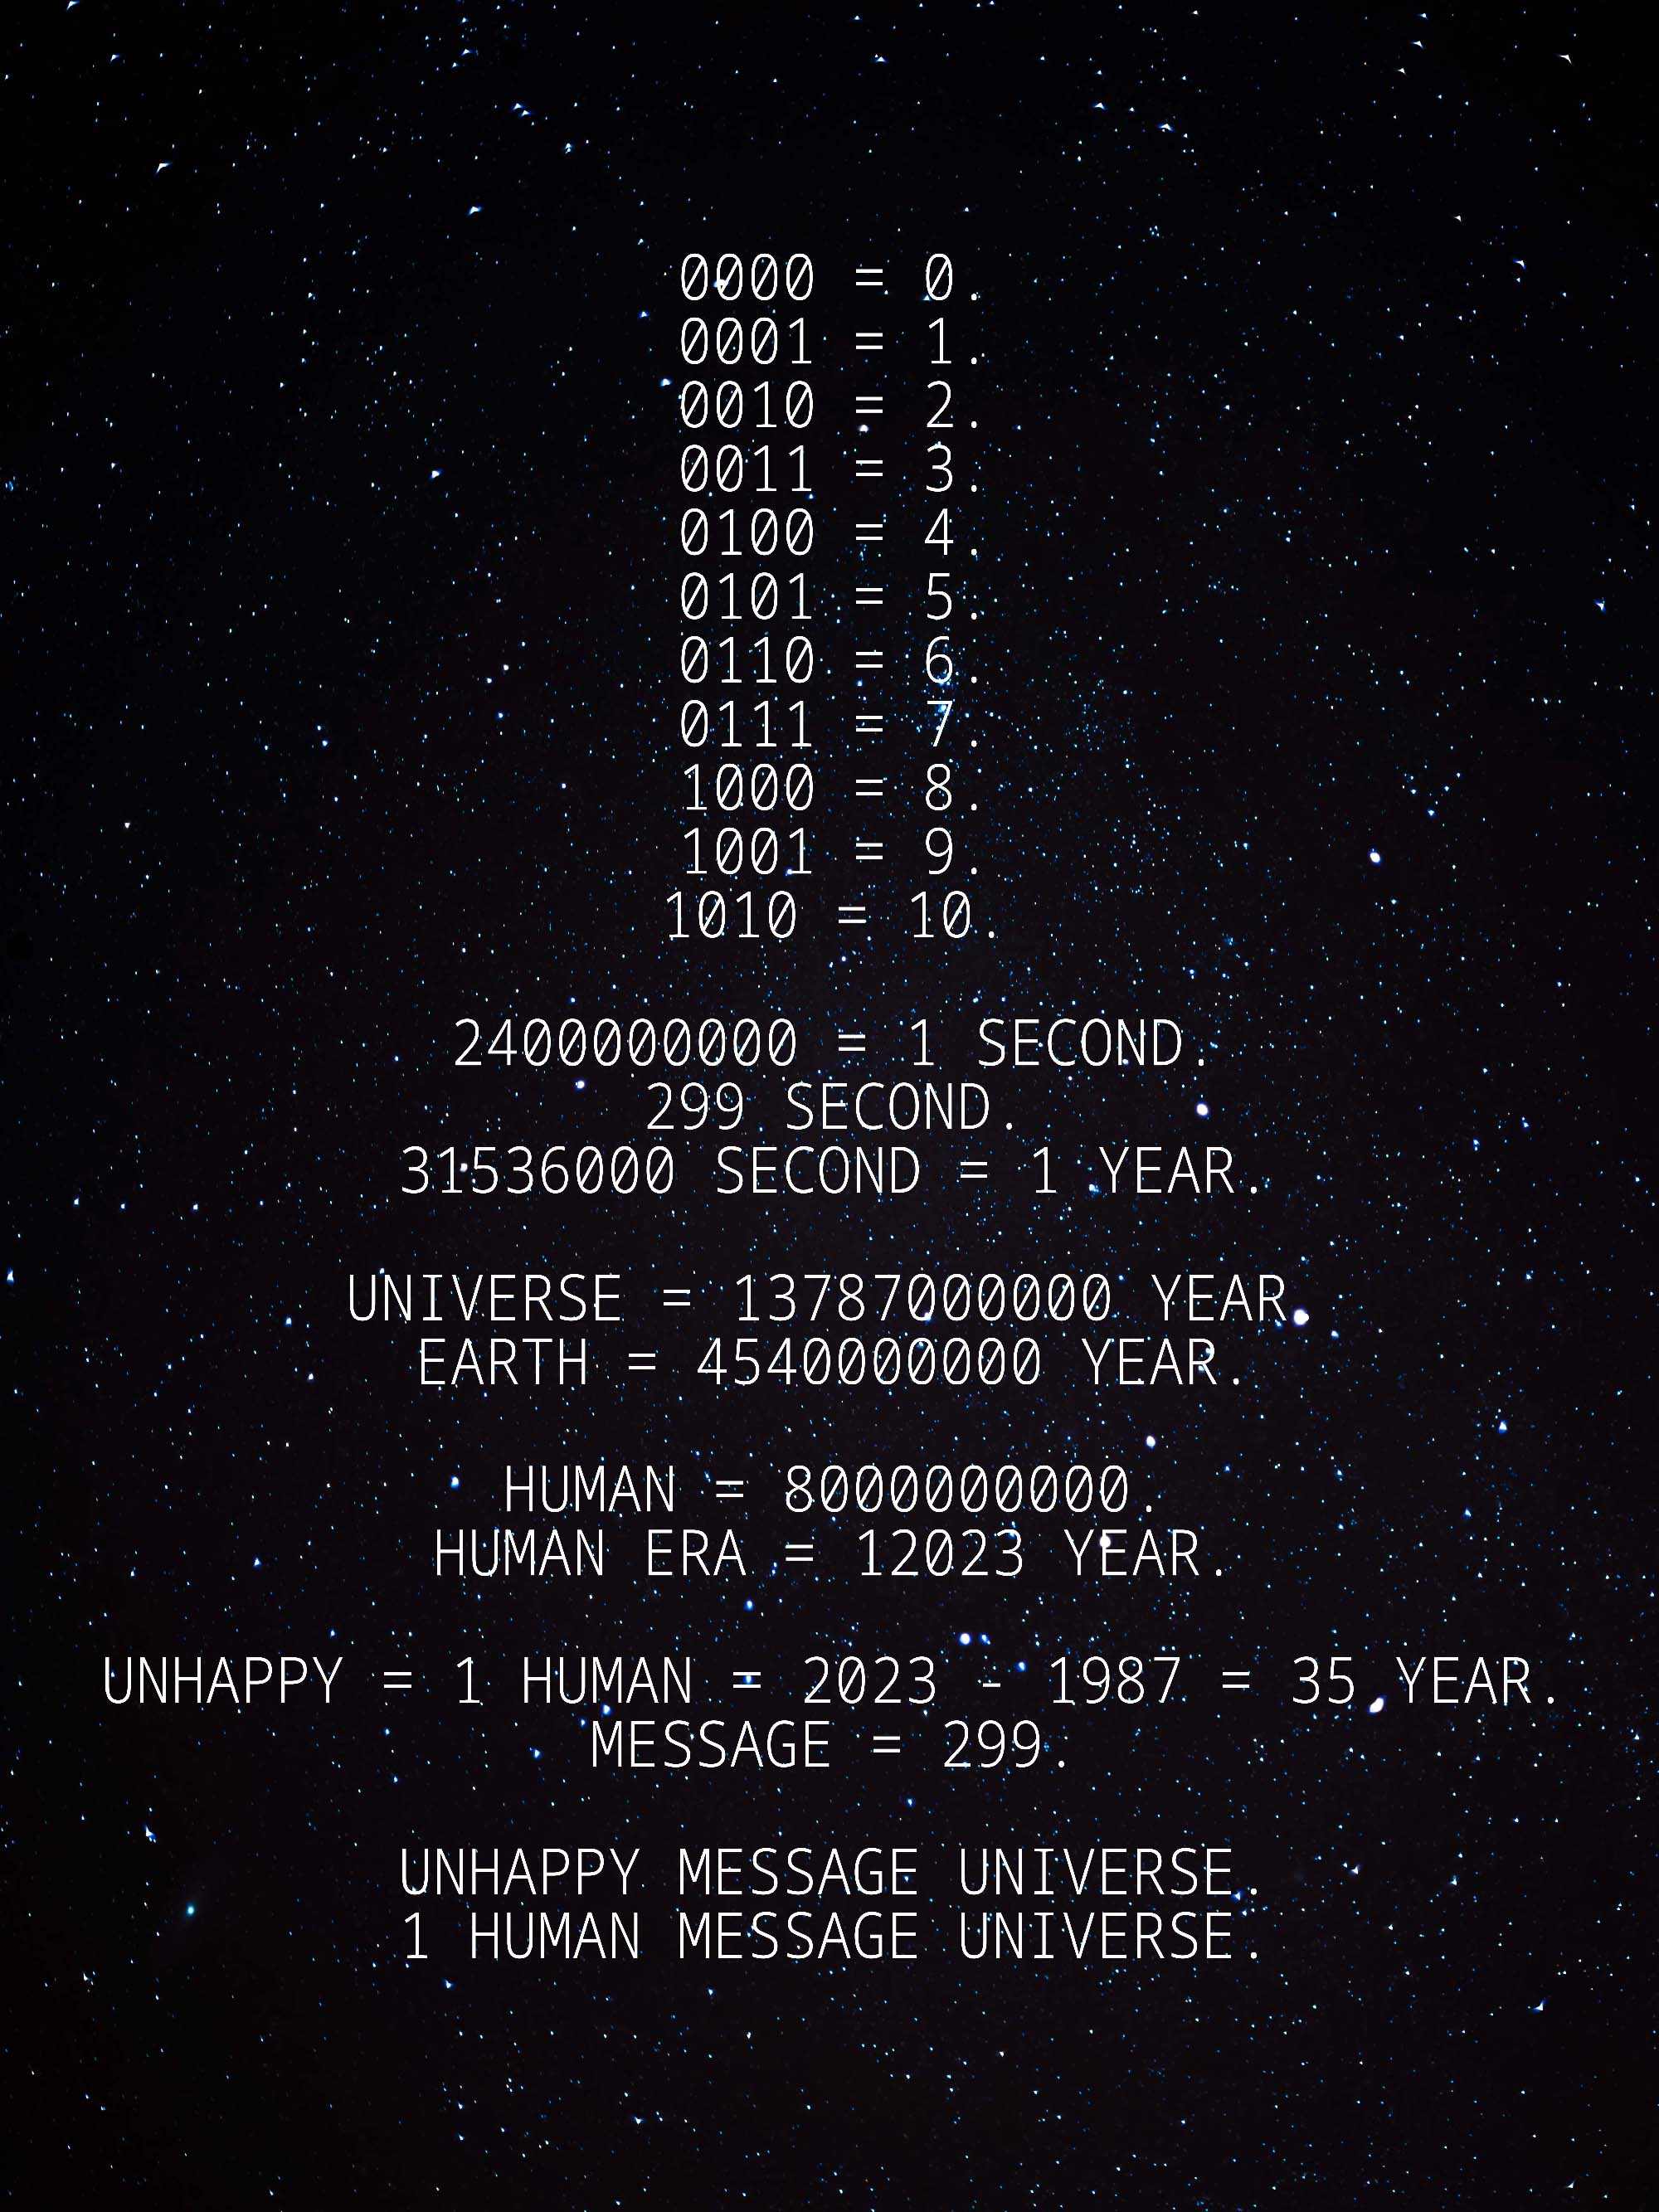 0000 = 0.
0001 = 1.
0010 = 2.
0011 = 3.
0100 = 4.
0101 = 5.
0110 = 6.
0111 = 7.
1000 = 8.
1001 = 9.
1010 = 10.
2400000000 = 1 SECOND.
299 SECOND.
31536000 SECOND = 1 YEAR.
UNIVERSE = 13787000000 YEAR.
EARTH = 4540000000 YEAR.
HUMAN = 8000000000.
HUMAN ERA = 12023 YEAR.
UNHAPPY = 1 HUMAN = 2023 - 1987 = 35 YEAR.
MESSAGE = 299.
UNHAPPY MESSAGE UNIVERSE.
1 HUMAN MESSAGE UNIVERSE.